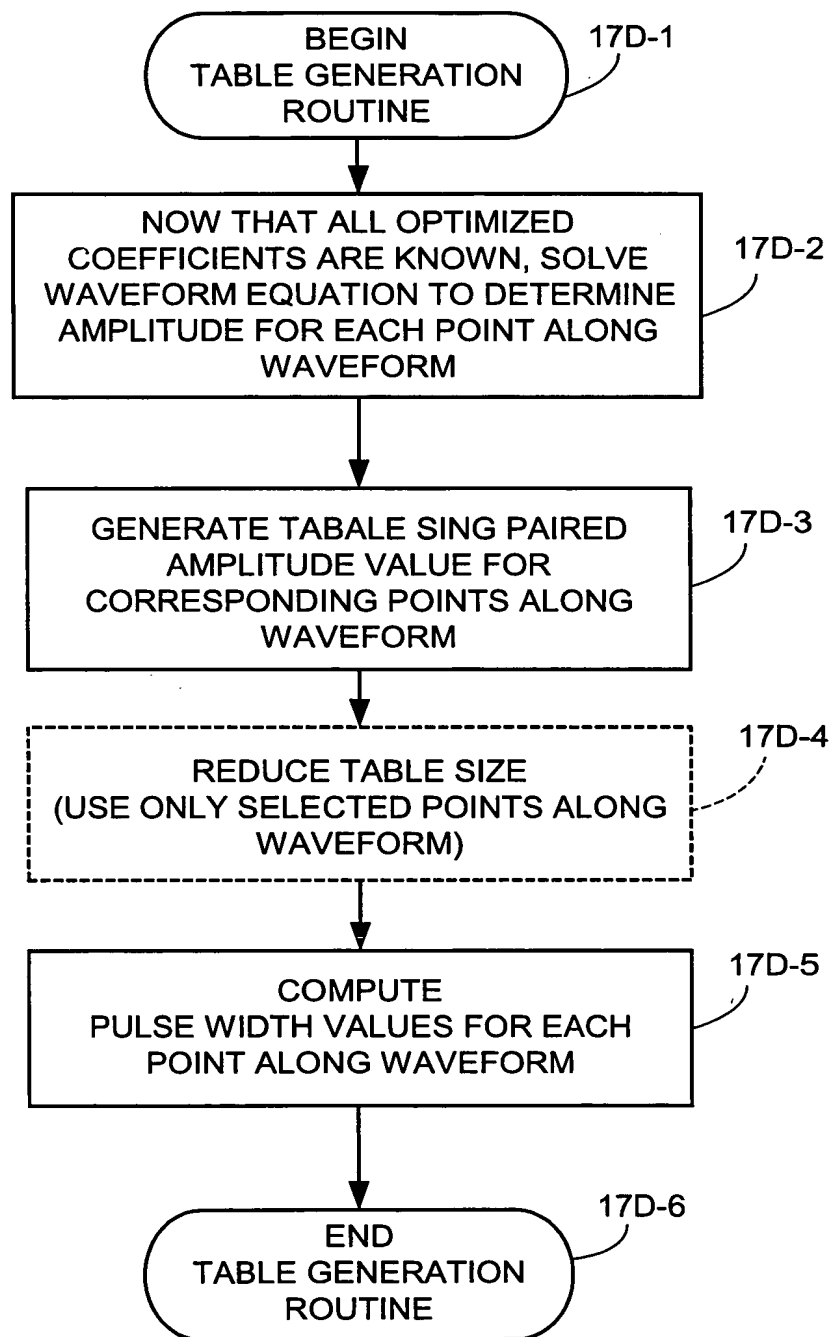 BEGIN
TABLE GENERATION
ROUTINE
17D-1
NOW THAT ALL OPTIMIZED
COEFFICIENTS ARE KNOWN, SOLVE
WAVEFORM EQUATION TO DETERMINE
AMPLITUDE FOR EACH POINT ALONG
WAVEFORM
17D-2
GENERATE TABALE SING PAIRED
AMPLITUDE VALUE FOR
CORRESPONDING POINTS ALONG
WAVEFORM
17D-3
REDUCE TABLE SIZE
(USE ONLY SELECTED POINTS ALONG
WAVEFORM)
17D-4
COMPUTE
PULSE WIDTH VALUES FOR EACH
POINT ALONG WAVEFORM
17D-5
END
TABLE GENERATION
ROUTINE
17D-6